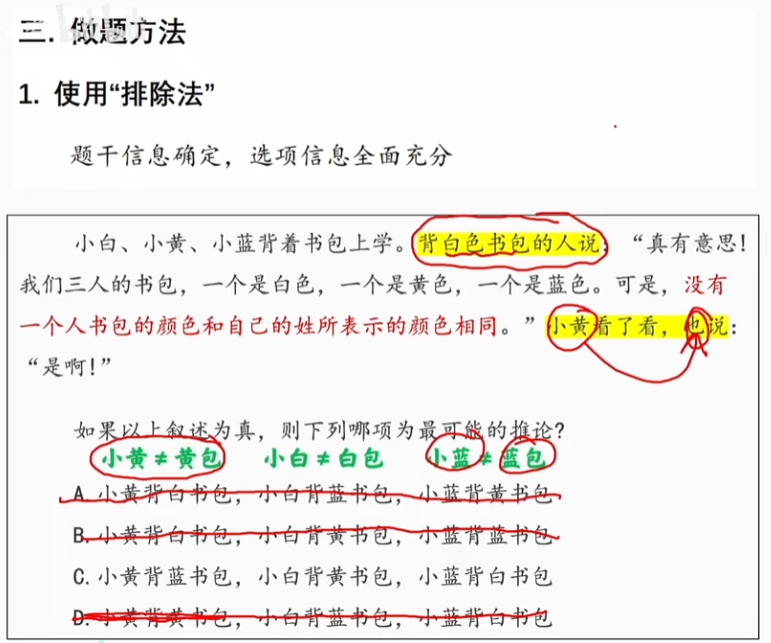 三. 做题方法
1. 使用“排除法”
题干信息确定，选项信息全面充分
小白、小黄、小蓝背着书包上学。背白色书包的人说：“真有意思！
我们三人的书包，一个是白色，一个是黄色，一个是蓝色。可是，没有
一个人书包的颜色和自己的姓所表示的颜色相同。”小黄看了看，也说：
“是啊！”
如果以上叙述为真，则下列哪项为最可能的推论？
小黄≠黄包 小白≠白包 小蓝≠蓝包
A. 小黄背白书包，小白背蓝书包，小蓝背黄书包
B. 小黄背白书包，小白背黄书包，小蓝背蓝书包
C. 小黄背蓝书包，小白背黄书包，小蓝背白书包
D. 小黄背黄书包，小白背蓝书包，小蓝背白书包